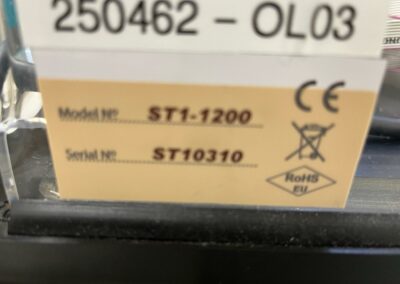 250462 - OL03
CE
Model Nº ST1-1200
Serial Nº ST10310
RoHS
EU